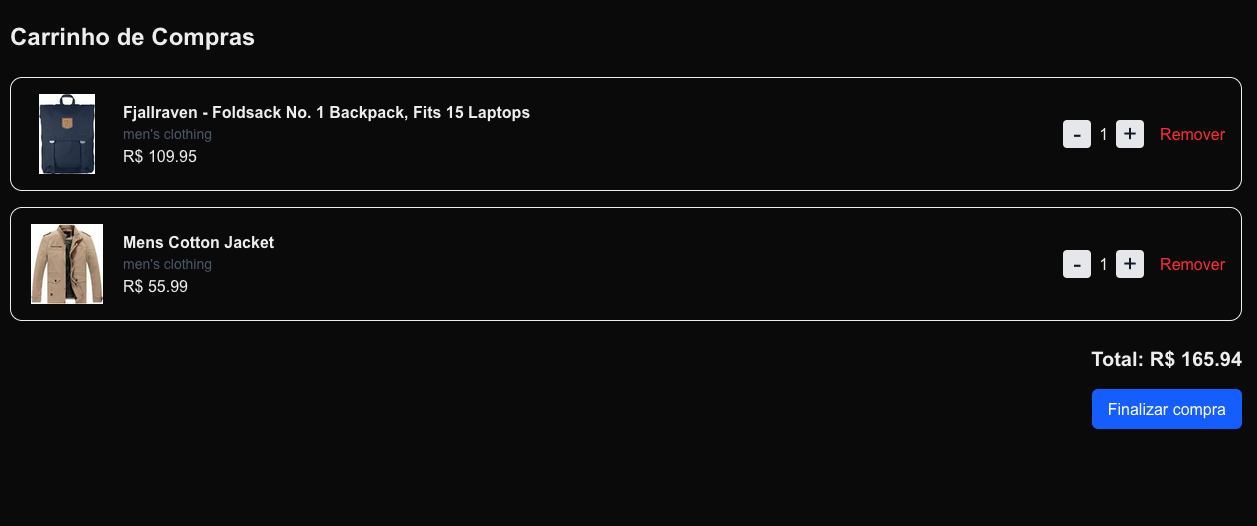 Carrinho de Compras
Fjallraven - Foldsack No. 1 Backpack, Fits 15 Laptops
men's clothing
R$ 109.95
- 1 + Remover
Mens Cotton Jacket
men's clothing
R$ 55.99
- 1 + Remover
Total: R$ 165.94
Finalizar compra